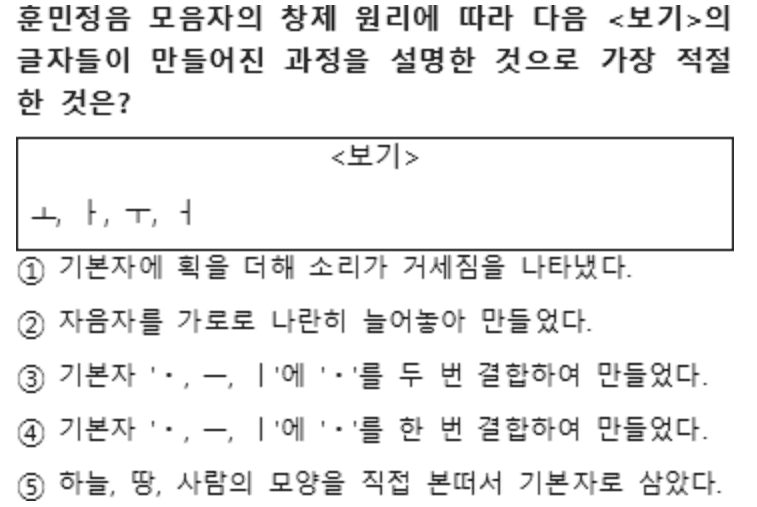 훈민정음 모음자의 창제 원리에 따라 다음 <보기>의
글자들이 만들어진 과정을 설명한 것으로 가장 적절
한 것은?
<보기>
ㅗ, ㅏ, ㅜ, ㅓ
① 기본자에 획을 더해 소리가 거세짐을 나타냈다.
② 자음자를 가로로 나란히 늘어놓아 만들었다.
③ 기본자 'ㆍ, ㅡ, ㅣ'에 'ㆍ'를 두 번 결합하여 만들었다.
④ 기본자 'ㆍ, ㅡ, ㅣ'에 'ㆍ'를 한 번 결합하여 만들었다.
⑤ 하늘, 땅, 사람의 모양을 직접 본떠서 기본자로 삼았다.